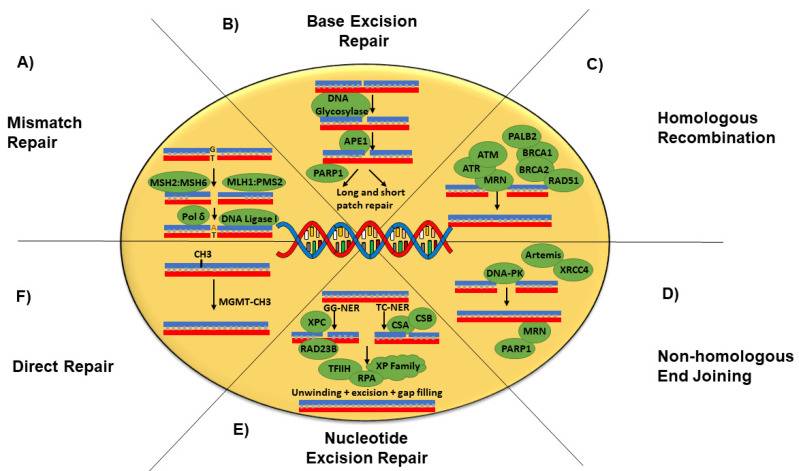 A)
Mismatch
Repair
G
T
MSH2:MSH6
MLH1:PMS2
Pol δ
DNA Ligase I
A
T
B)
Base Excision
Repair
DNA
Glycosylase
APE1
PARP1
Long and short
patch repair
C)
Homologous
Recombination
PALB2
BRCA1
ATM
ATR
BRCA2
MRN
RAD51
D)
Non-homologous
End Joining
Artemis
XRCC4
DNA-PK
MRN
PARP1
E)
Nucleotide
Excision Repair
GG-NER
TC-NER
XPC
CSA
CSB
RAD23B
TFIIH
RPA
XP Family
Unwinding + excision + gap filling
F)
Direct Repair
CH3
MGMT-CH3